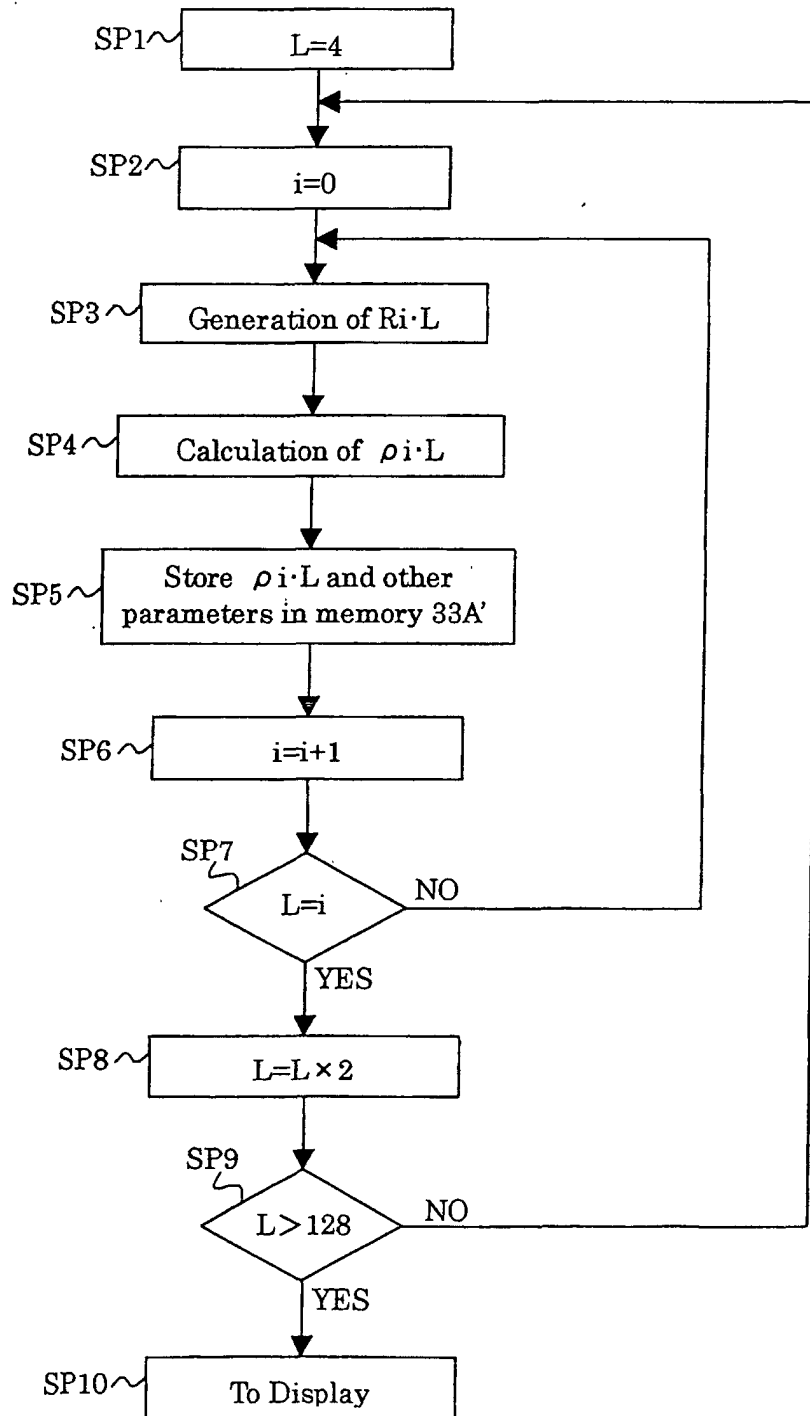 SP1
L=4
SP2
i=0
SP3
Generation of Ri·L
SP4
Calculation of ρi·L
SP5
Store ρi·L and other
parameters in memory 33A'
SP6
i=i+1
SP7
L=i
NO
YES
SP8
L=L×2
SP9
L>128
NO
YES
SP10
To Display